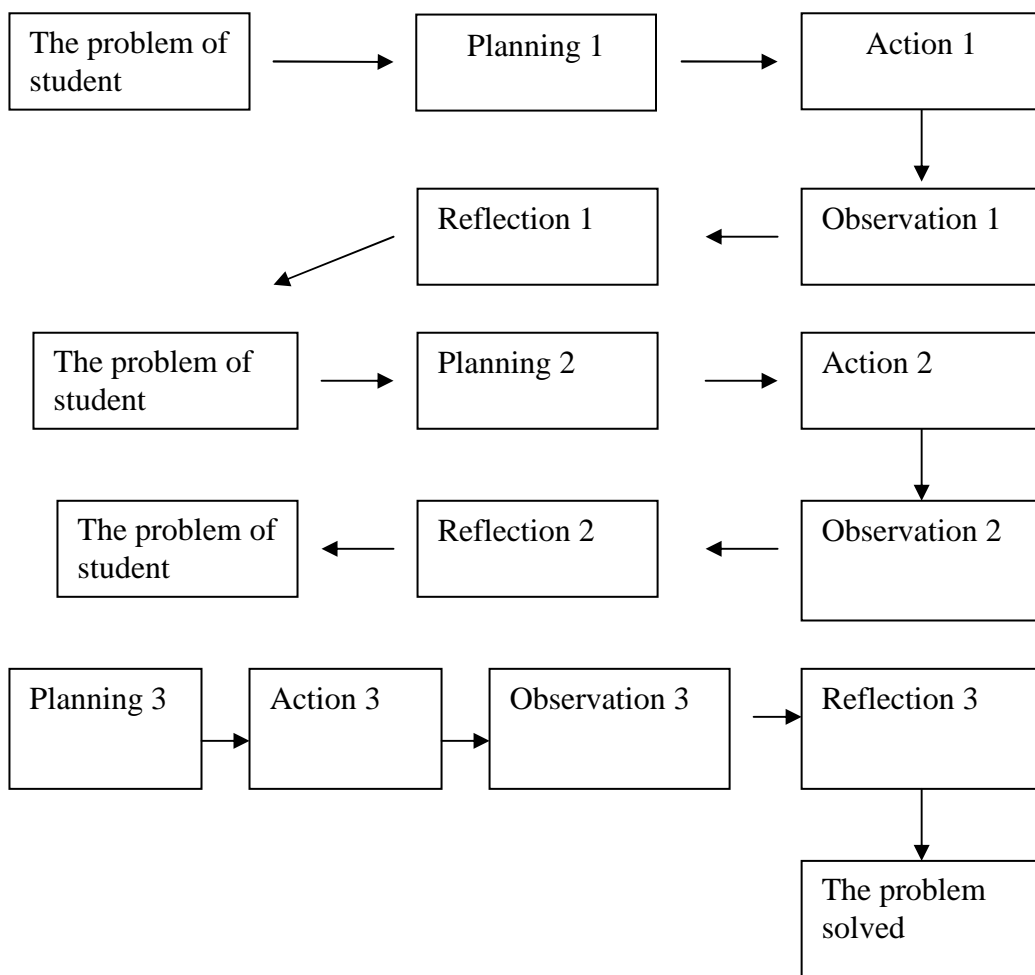 The problem of
student
Planning 1
Action 1
Reflection 1
Observation 1
The problem of
student
Planning 2
Action 2
The problem of
student
Reflection 2
Observation 2
Planning 3
Action 3
Observation 3
Reflection 3
The problem
solved